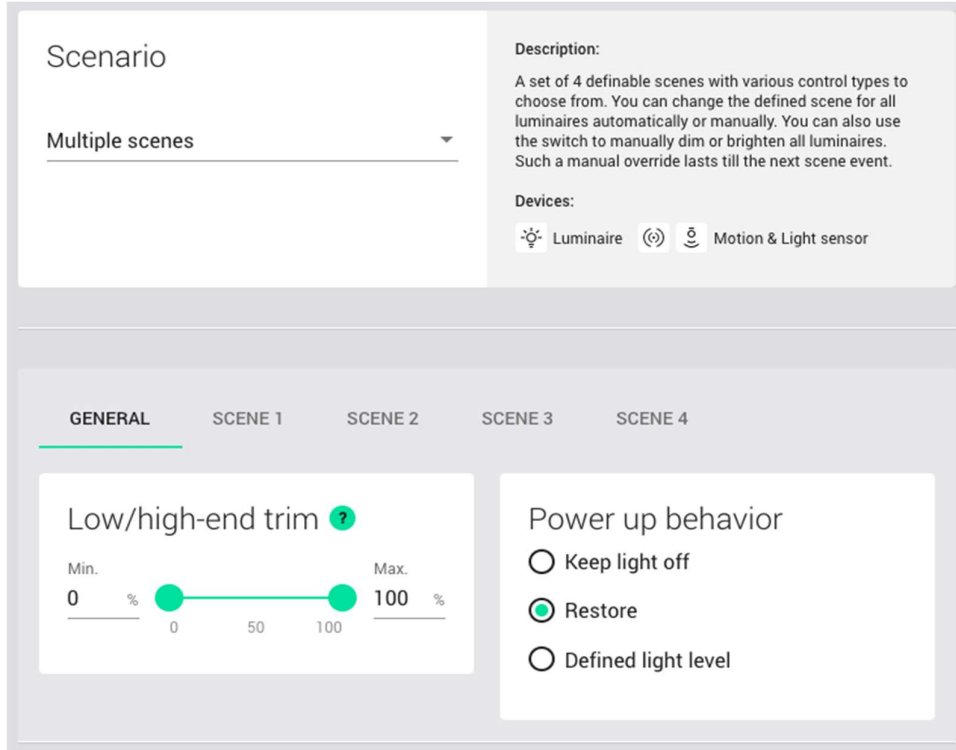 Scenario
Multiple scenes
Description:
A set of 4 definable scenes with various control types to
choose from. You can change the defined scene for all
luminaires automatically or manually. You can also use
the switch to manually dim or brighten all luminaires.
Such a manual override lasts till the next scene event.
Devices:
Luminaire Motion & Light sensor
GENERAL SCENE 1 SCENE 2 SCENE 3 SCENE 4
Low/high-end trim ?
Min. Max.
0 % 100 %
0 50 100
Power up behavior
Keep light off
Restore
Defined light level